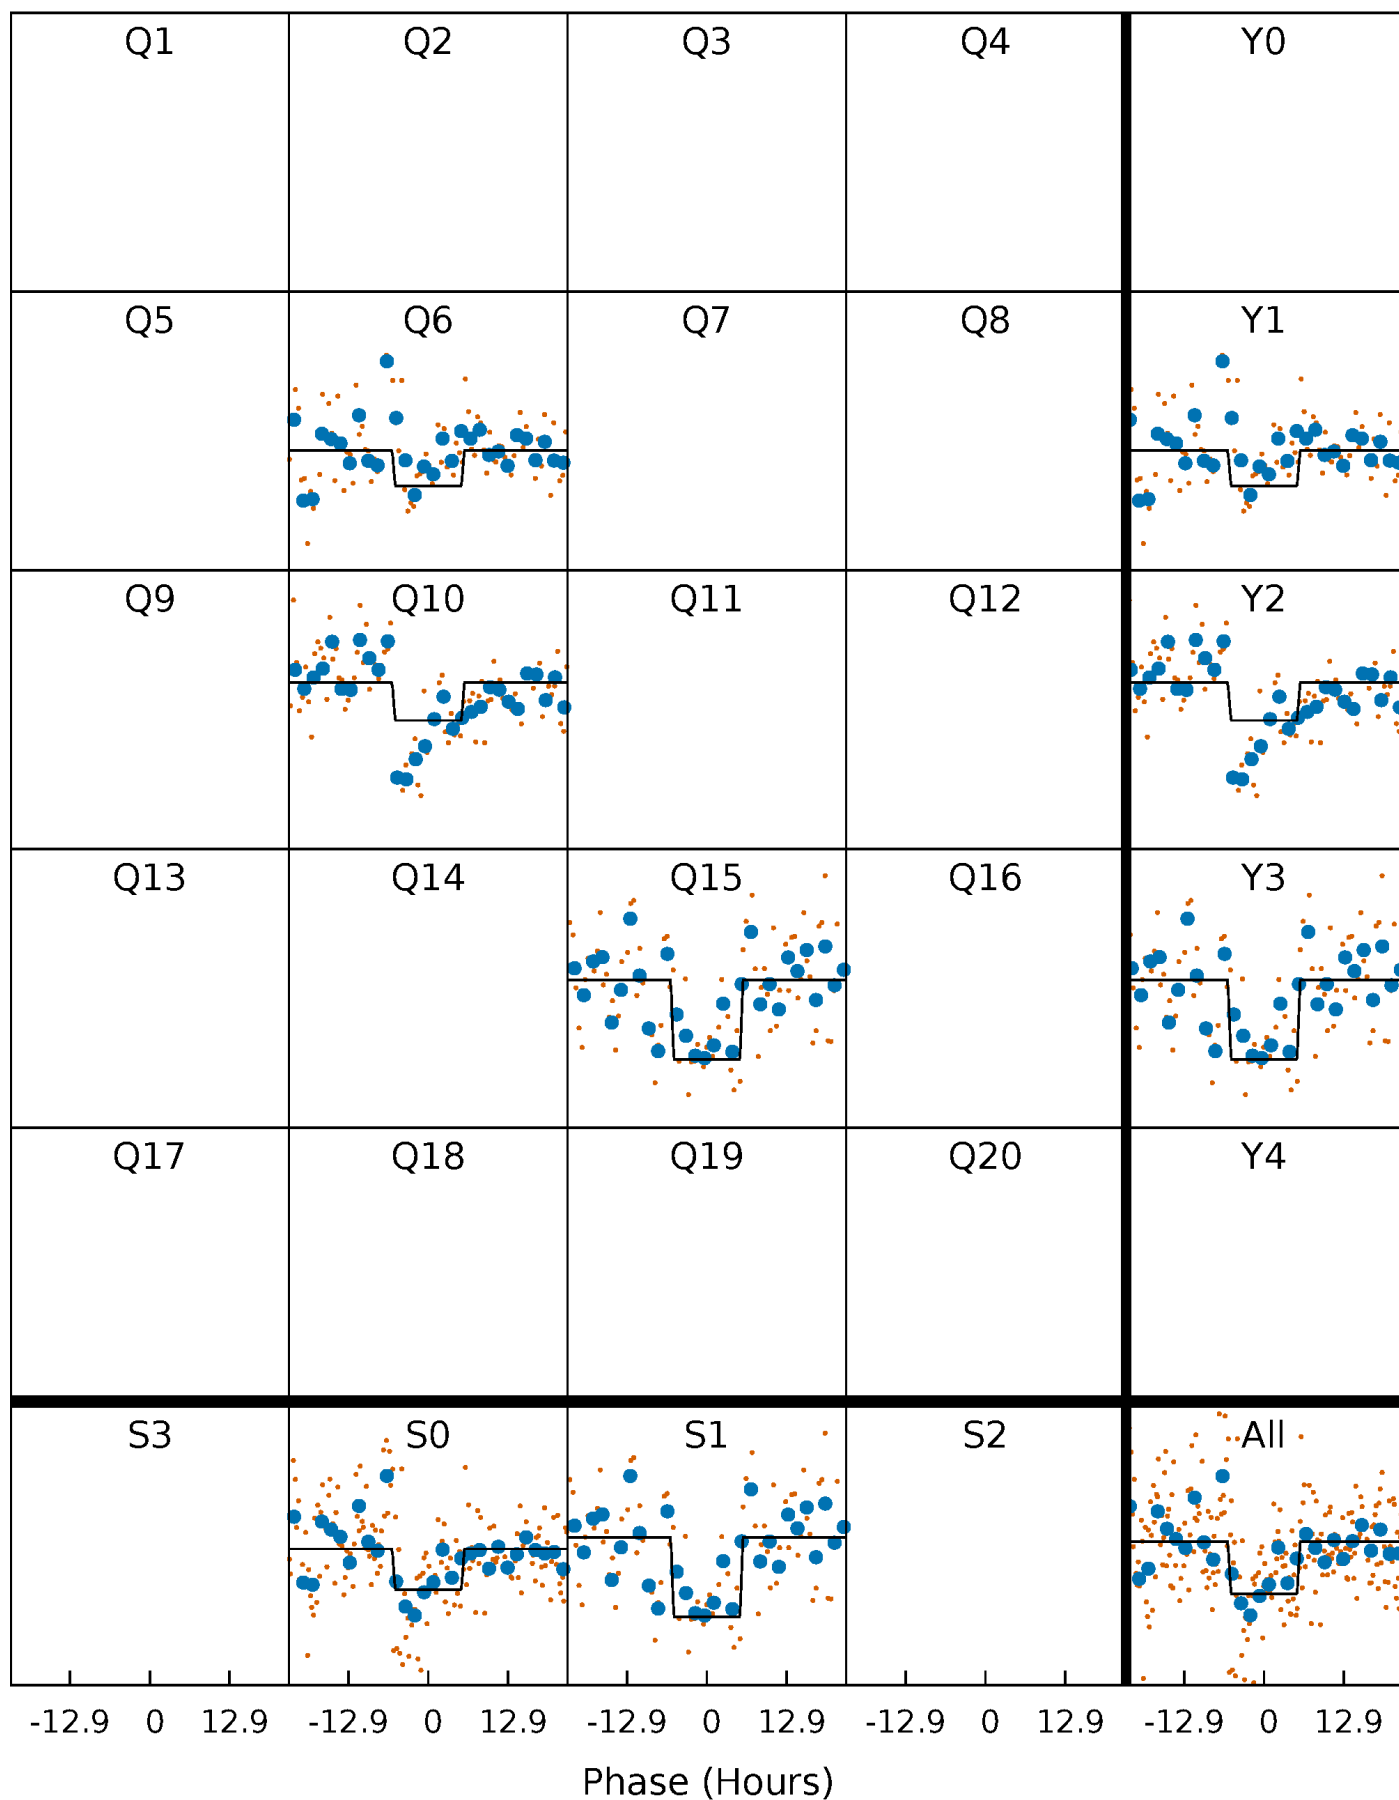 Q1 Q2 Q3 Q4 Y0
Q5 Q6 Q7 Q8 Y1
Q9 Q10 Q11 Q12 Y2
Q13 Q14 Q15 Q16 Y3
Q17 Q18 Q19 Q20 Y4
S3 S0 S1 S2 All
-12.9 0 12.9 -12.9 0 12.9 -12.9 0 12.9 -12.9 0 12.9 -12.9 0 12.9
Phase (Hours)